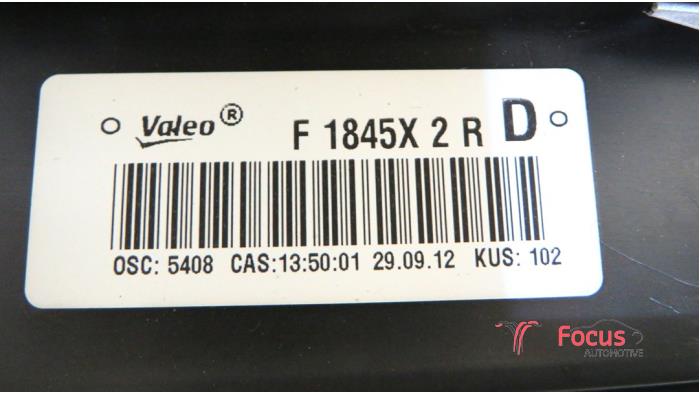 Valeo® F 1845X 2 R D
OSC: 5408 CAS:13:50:01 29.09.12 KUS: 102
Focus
AUTOMOTIVE